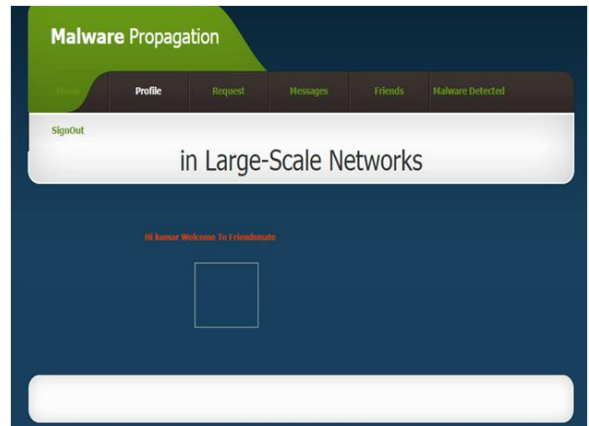 Malware Propagation
Home Profile Request Messages Friends Malware Detected
SignOut
in Large-Scale Networks
Hi kumar Welcome To Friendsmate